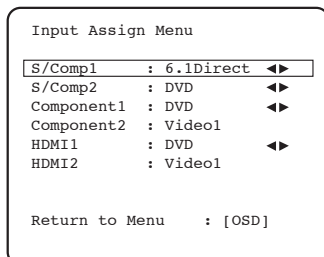 Input Assign Menu
S/Comp1 : 6.1Direct ◀▶
S/Comp2 : DVD ◀▶
Component1 : DVD ◀▶
Component2 : Video1
HDMI1 : DVD ◀▶
HDMI2 : Video1
Return to Menu : [OSD]